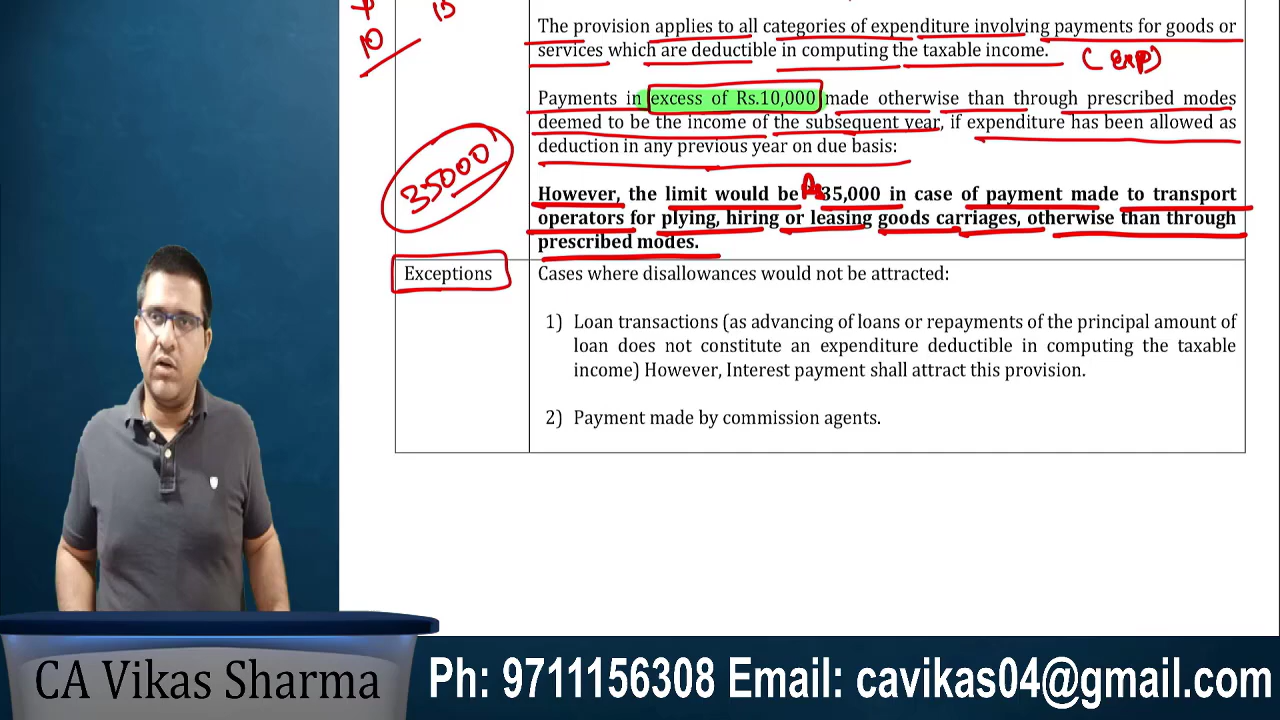 + 15
10
The provision applies to all categories of expenditure involving payments for goods or
services which are deductible in computing the taxable income.
(exp)
Payments in excess of Rs.10,000 made otherwise than through prescribed modes
deemed to be the income of the subsequent year, if expenditure has been allowed as
deduction in any previous year on due basis:
35000
However, the limit would be Rs 35,000 in case of payment made to transport
operators for plying, hiring or leasing goods carriages, otherwise than through
prescribed modes.
Exceptions
Cases where disallowances would not be attracted:
1) Loan transactions (as advancing of loans or repayments of the principal amount of
loan does not constitute an expenditure deductible in computing the taxable
income) However, Interest payment shall attract this provision.
2) Payment made by commission agents.
CA Vikas Sharma
Ph: 9711156308 Email: cavikas04@gmail.com